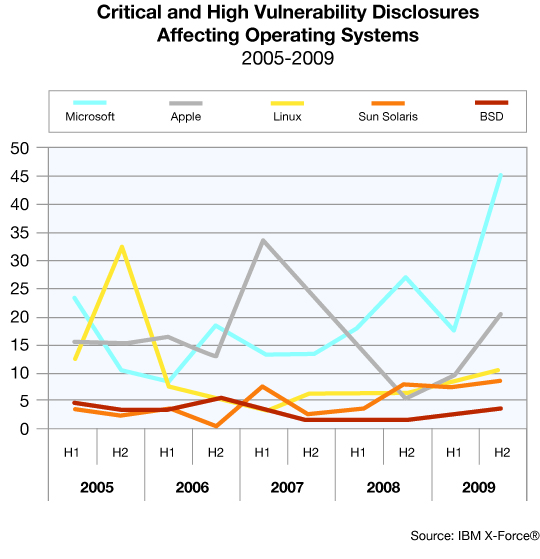 Critical and High Vulnerability Disclosures
Affecting Operating Systems
2005-2009
Microsoft Apple Linux Sun Solaris BSD
50
45
40
35
30
25
20
15
10
5
0
H1 H2 H1 H2 H1 H2 H1 H2 H1 H2
2005 2006 2007 2008 2009
Source: IBM X-Force®